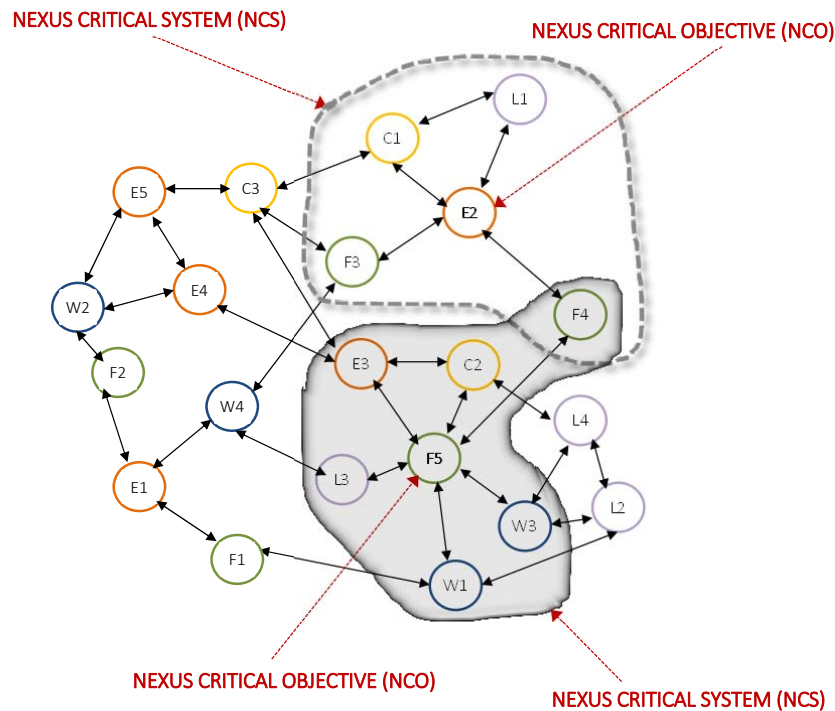 NEXUS CRITICAL SYSTEM (NCS)
NEXUS CRITICAL OBJECTIVE (NCO)
L1
C1
E5
C3
E2
F3
E4
W2
F4
F2
E3
C2
W4
L4
F5
L3
E1
L2
W3
F1
W1
NEXUS CRITICAL OBJECTIVE (NCO)
NEXUS CRITICAL SYSTEM (NCS)